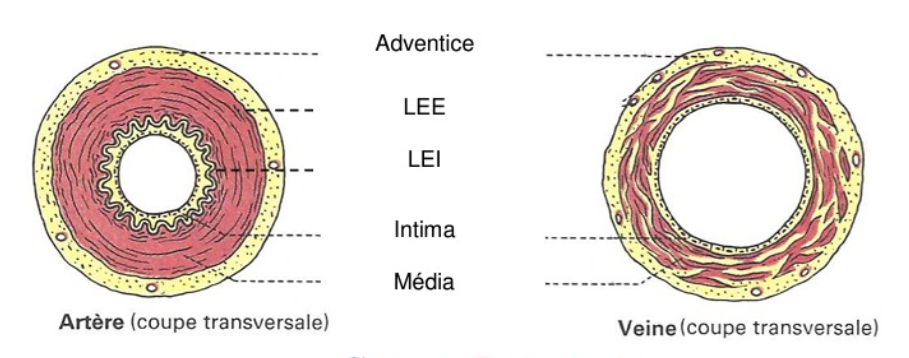 Adventice
LEE
LEI
Intima
Média
Artère (coupe transversale)
Veine (coupe transversale)